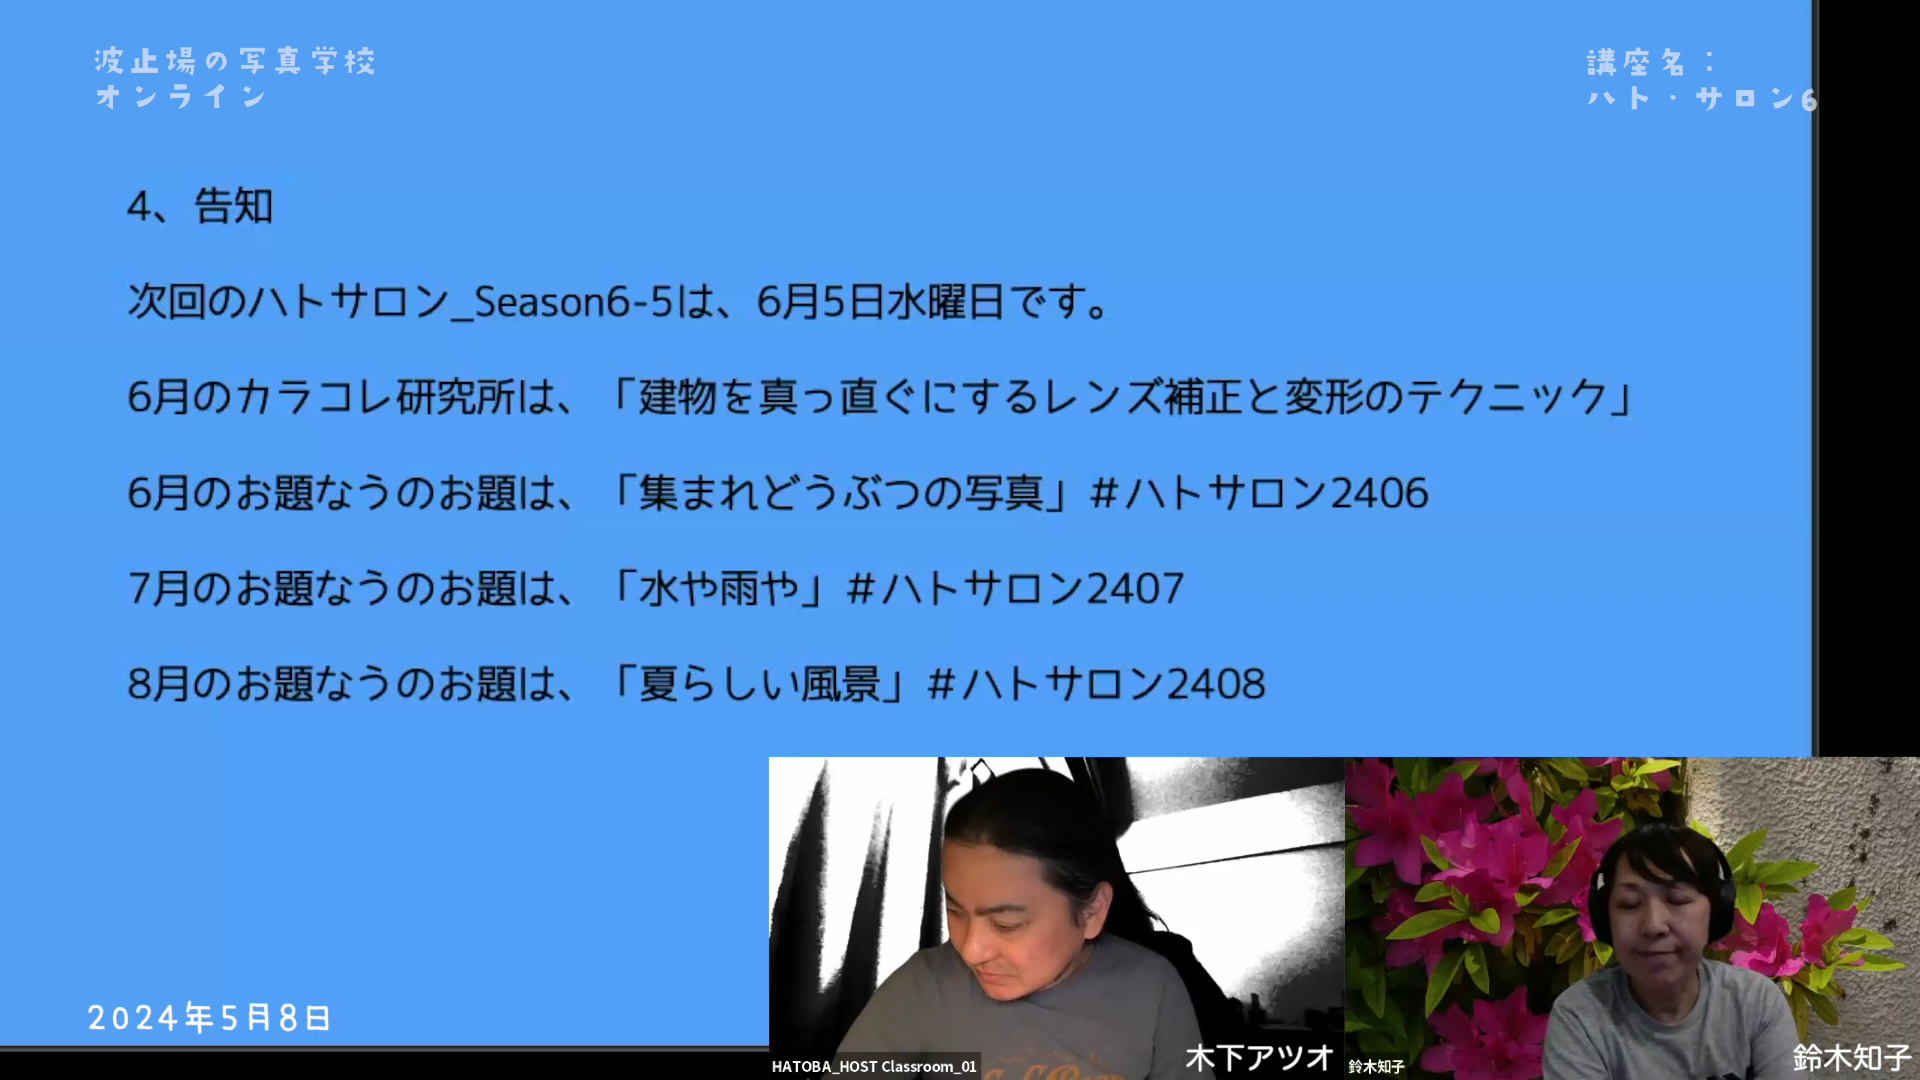 波止場の写真学校
オンライン
講座名：
ハト・サロン6
4、告知
次回のハトサロン_Season6-5は、6月5日水曜日です。
6月のカラコレ研究所は、「建物を真っ直ぐにするレンズ補正と変形のテクニック」
6月のお題なうのお題は、「集まれどうぶつの写真」＃ハトサロン2406
7月のお題なうのお題は、「水や雨や」＃ハトサロン2407
8月のお題なうのお題は、「夏らしい風景」＃ハトサロン2408
2024年5月8日
HATOBA_HOST Classroom_01
木下アツオ
鈴木知子
鈴木知子